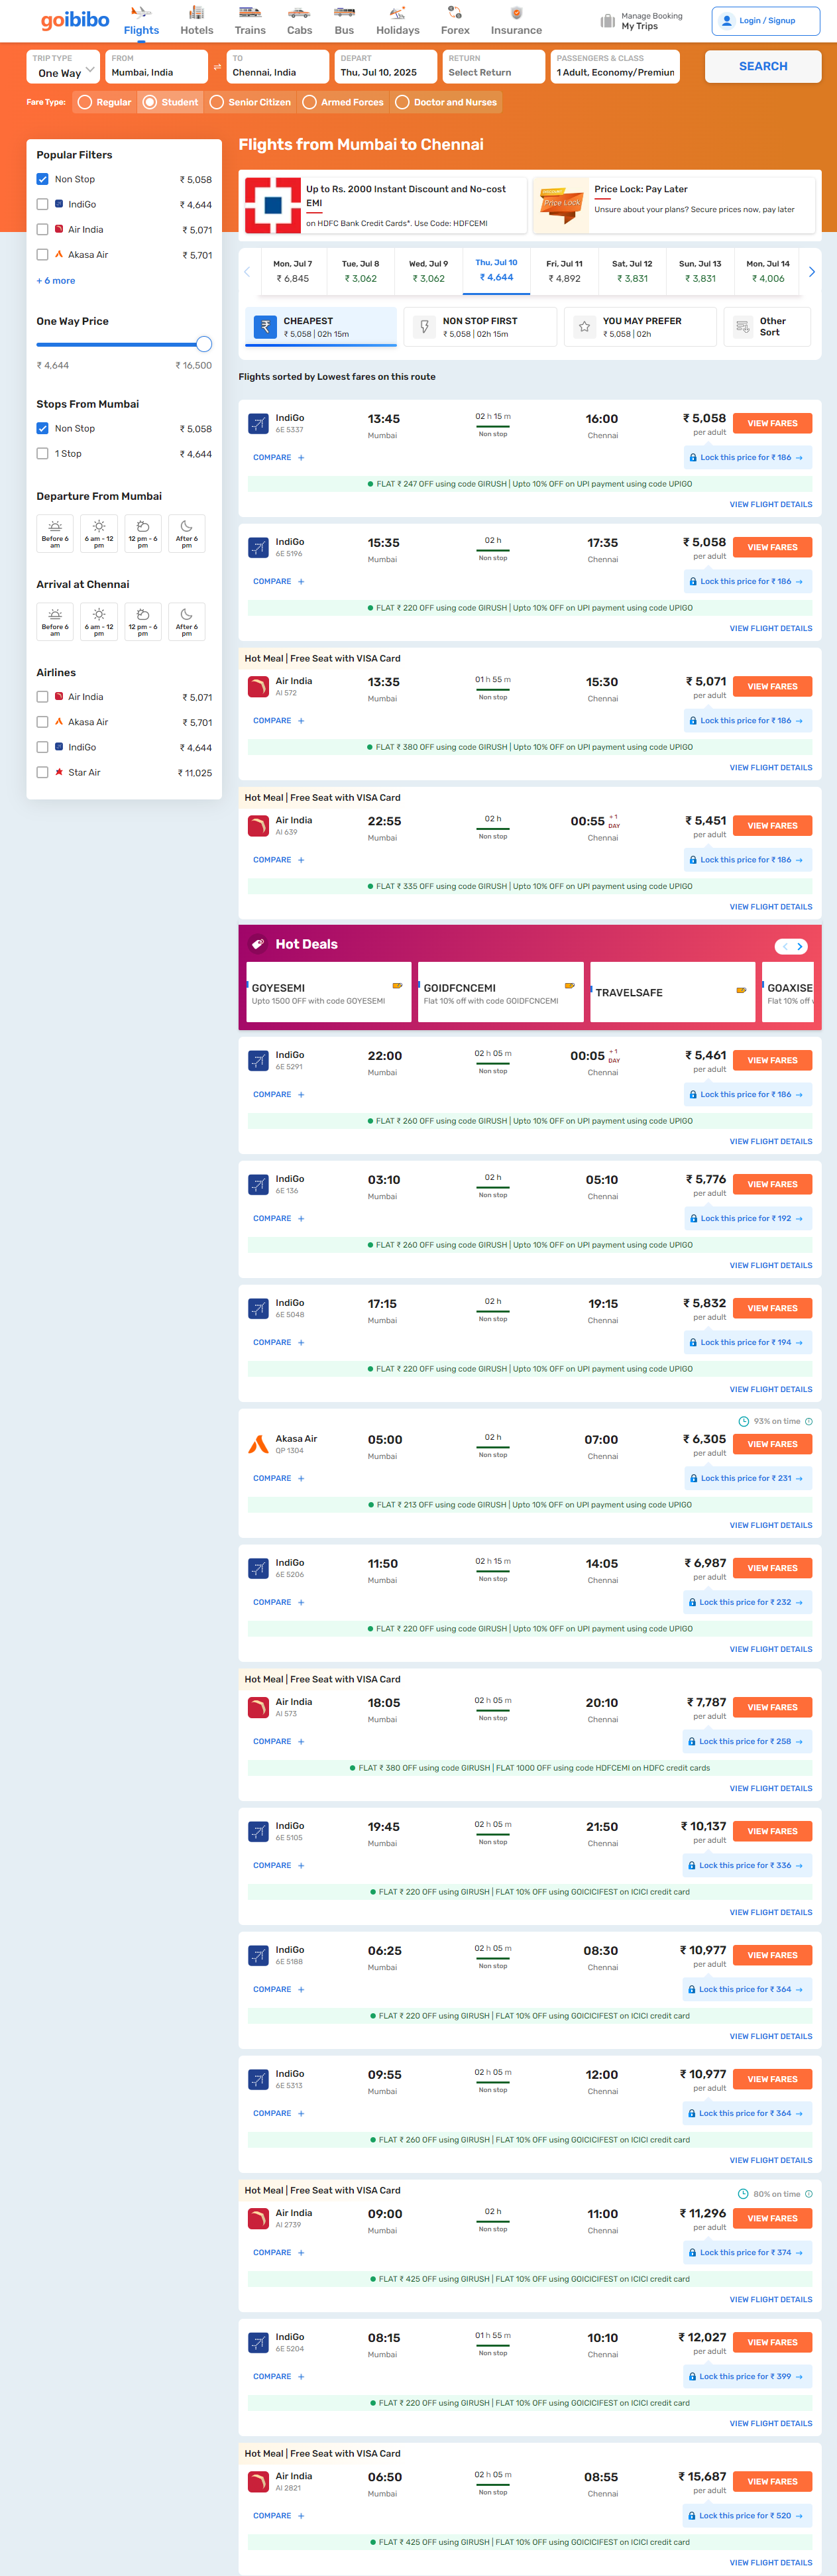 goibibo
Flights
Hotels
Trains
Cabs
Bus
Holidays
Forex
Insurance
Manage Booking
My Trips
Login / Signup
TRIP TYPE
One Way
FROM
Mumbai, India
TO
Chennai, India
DEPART
Thu, Jul 10, 2025
RETURN
Select Return
PASSENGERS & CLASS
1 Adult, Economy/Premiun
SEARCH
Fare Type:
Regular
Student
Senior Citizen
Armed Forces
Doctor and Nurses
Popular Filters
Non Stop ₹ 5,058
IndiGo ₹ 4,644
Air India ₹ 5,071
Akasa Air ₹ 5,701
+ 6 more
One Way Price
₹ 4,644 ₹ 16,500
Stops From Mumbai
Non Stop ₹ 5,058
1 Stop ₹ 4,644
Departure From Mumbai
Before 6 am
6 am - 12 pm
12 pm - 6 pm
After 6 pm
Arrival at Chennai
Before 6 am
6 am - 12 pm
12 pm - 6 pm
After 6 pm
Airlines
Air India ₹ 5,071
Akasa Air ₹ 5,701
IndiGo ₹ 4,644
Star Air ₹ 11,025
Flights from Mumbai to Chennai
Up to Rs. 2000 Instant Discount and No-cost
EMI
on HDFC Bank Credit Cards*. Use Code: HDFCEMI
Price Lock
Price Lock: Pay Later
Unsure about your plans? Secure prices now, pay later
Mon, Jul 7
₹ 6,845
Tue, Jul 8
₹ 3,062
Wed, Jul 9
₹ 3,062
Thu, Jul 10
₹ 4,644
Fri, Jul 11
₹ 4,892
Sat, Jul 12
₹ 3,831
Sun, Jul 13
₹ 3,831
Mon, Jul 14
₹ 4,006
CHEAPEST
₹ 5,058 | 02h 15m
NON STOP FIRST
₹ 5,058 | 02h 15m
YOU MAY PREFER
₹ 5,058 | 02h
Other
Sort
Flights sorted by Lowest fares on this route
IndiGo 13:45 02 h 15 m 16:00 ₹ 5,058 VIEW FARES
6E 5337 Mumbai Non stop Chennai per adult
COMPARE + Lock this price for ₹ 186 →
FLAT ₹ 247 OFF using code GIRUSH | Upto 10% OFF on UPI payment using code UPIGO
VIEW FLIGHT DETAILS
IndiGo 15:35 02 h 17:35 ₹ 5,058 VIEW FARES
6E 5196 Mumbai Non stop Chennai per adult
COMPARE + Lock this price for ₹ 186 →
FLAT ₹ 220 OFF using code GIRUSH | Upto 10% OFF on UPI payment using code UPIGO
VIEW FLIGHT DETAILS
Hot Meal | Free Seat with VISA Card
Air India 13:35 01 h 55 m 15:30 ₹ 5,071 VIEW FARES
AI 572 Mumbai Non stop Chennai per adult
COMPARE + Lock this price for ₹ 186 →
FLAT ₹ 380 OFF using code GIRUSH | Upto 10% OFF on UPI payment using code UPIGO
VIEW FLIGHT DETAILS
Hot Meal | Free Seat with VISA Card
Air India 22:55 02 h 00:55 +1 DAY ₹ 5,451 VIEW FARES
AI 639 Mumbai Non stop Chennai per adult
COMPARE + Lock this price for ₹ 186 →
FLAT ₹ 335 OFF using code GIRUSH | Upto 10% OFF on UPI payment using code UPIGO
VIEW FLIGHT DETAILS
Hot Deals
GOYESEMI
Upto 1500 OFF with code GOYESEMI
GOIDFCNCEMI
Flat 10% off with code GOIDFCNCEMI
TRAVELSAFE
GOAXISE
Flat 10% off
IndiGo 22:00 02 h 05 m 00:05 +1 DAY ₹ 5,461 VIEW FARES
6E 5291 Mumbai Non stop Chennai per adult
COMPARE + Lock this price for ₹ 186 →
FLAT ₹ 260 OFF using code GIRUSH | Upto 10% OFF on UPI payment using code UPIGO
VIEW FLIGHT DETAILS
IndiGo 03:10 02 h 05:10 ₹ 5,776 VIEW FARES
6E 136 Mumbai Non stop Chennai per adult
COMPARE + Lock this price for ₹ 192 →
FLAT ₹ 260 OFF using code GIRUSH | Upto 10% OFF on UPI payment using code UPIGO
VIEW FLIGHT DETAILS
IndiGo 17:15 02 h 19:15 ₹ 5,832 VIEW FARES
6E 5048 Mumbai Non stop Chennai per adult
COMPARE + Lock this price for ₹ 194 →
FLAT ₹ 220 OFF using code GIRUSH | Upto 10% OFF on UPI payment using code UPIGO
VIEW FLIGHT DETAILS
93% on time
Akasa Air 05:00 02 h 07:00 ₹ 6,305 VIEW FARES
QP 1304 Mumbai Non stop Chennai per adult
COMPARE + Lock this price for ₹ 231 →
FLAT ₹ 213 OFF using code GIRUSH | Upto 10% OFF on UPI payment using code UPIGO
VIEW FLIGHT DETAILS
IndiGo 11:50 02 h 15 m 14:05 ₹ 6,987 VIEW FARES
6E 5206 Mumbai Non stop Chennai per adult
COMPARE + Lock this price for ₹ 232 →
FLAT ₹ 220 OFF using code GIRUSH | Upto 10% OFF on UPI payment using code UPIGO
VIEW FLIGHT DETAILS
Hot Meal | Free Seat with VISA Card
Air India 18:05 02 h 05 m 20:10 ₹ 7,787 VIEW FARES
AI 573 Mumbai Non stop Chennai per adult
COMPARE + Lock this price for ₹ 258 →
FLAT ₹ 380 OFF using code GIRUSH | FLAT 1000 OFF using code HDFCEMI on HDFC credit cards
VIEW FLIGHT DETAILS
IndiGo 19:45 02 h 05 m 21:50 ₹ 10,137 VIEW FARES
6E 5105 Mumbai Non stop Chennai per adult
COMPARE + Lock this price for ₹ 336 →
FLAT ₹ 220 OFF using GIRUSH | FLAT 10% OFF using GOICICIFEST on ICICI credit card
VIEW FLIGHT DETAILS
IndiGo 06:25 02 h 05 m 08:30 ₹ 10,977 VIEW FARES
6E 5188 Mumbai Non stop Chennai per adult
COMPARE + Lock this price for ₹ 364 →
FLAT ₹ 220 OFF using GIRUSH | FLAT 10% OFF using GOICICIFEST on ICICI credit card
VIEW FLIGHT DETAILS
IndiGo 09:55 02 h 05 m 12:00 ₹ 10,977 VIEW FARES
6E 5313 Mumbai Non stop Chennai per adult
COMPARE + Lock this price for ₹ 364 →
FLAT ₹ 260 OFF using GIRUSH | FLAT 10% OFF using GOICICIFEST on ICICI credit card
VIEW FLIGHT DETAILS
Hot Meal | Free Seat with VISA Card 80% on time
Air India 09:00 02 h 11:00 ₹ 11,296 VIEW FARES
AI 2739 Mumbai Non stop Chennai per adult
COMPARE + Lock this price for ₹ 374 →
FLAT ₹ 425 OFF using GIRUSH | FLAT 10% OFF using GOICICIFEST on ICICI credit card
VIEW FLIGHT DETAILS
IndiGo 08:15 01 h 55 m 10:10 ₹ 12,027 VIEW FARES
6E 5204 Mumbai Non stop Chennai per adult
COMPARE + Lock this price for ₹ 399 →
FLAT ₹ 220 OFF using GIRUSH | FLAT 10% OFF using GOICICIFEST on ICICI credit card
VIEW FLIGHT DETAILS
Hot Meal | Free Seat with VISA Card
Air India 06:50 02 h 05 m 08:55 ₹ 15,687 VIEW FARES
AI 2821 Mumbai Non stop Chennai per adult
COMPARE + Lock this price for ₹ 520 →
FLAT ₹ 425 OFF using GIRUSH | FLAT 10% OFF using GOICICIFEST on ICICI credit card
VIEW FLIGHT DETAILS